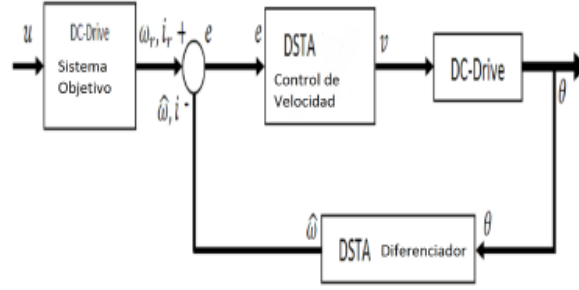 u
DC-Drive
Sistema
Objetivo
ωᵣ, iᵣ + e
ω̂, i -
e
DSTA
Control de
Velocidad
v
DC-Drive
θ
ω̂
DSTA Diferenciador
θ